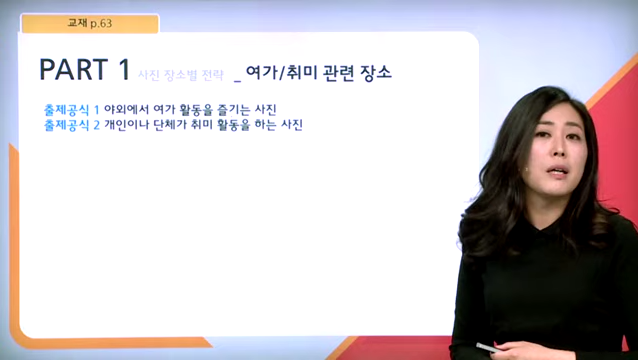 교재 p.63
PART 1 사진 장소별 전략 _ 여가/취미 관련 장소
출제공식 1 야외에서 여가 활동을 즐기는 사진
출제공식 2 개인이나 단체가 취미 활동을 하는 사진